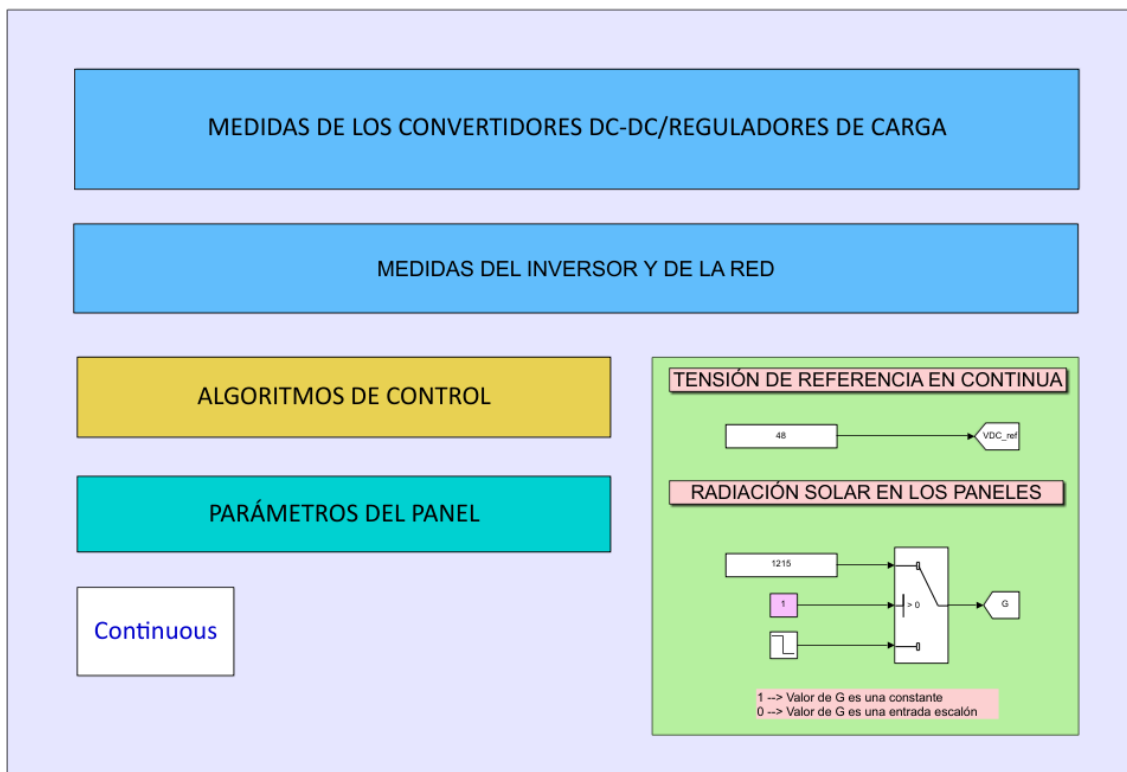 MEDIDAS DE LOS CONVERTIDORES DC-DC/REGULADORES DE CARGA
MEDIDAS DEL INVERSOR Y DE LA RED
ALGORITMOS DE CONTROL
PARÁMETROS DEL PANEL
Continuous
TENSIÓN DE REFERENCIA EN CONTINUA
48
VDC_ref
RADIACIÓN SOLAR EN LOS PANELES
1215
1
> 0
G
1 --> Valor de G es una constante
0 --> Valor de G es una entrada escalón